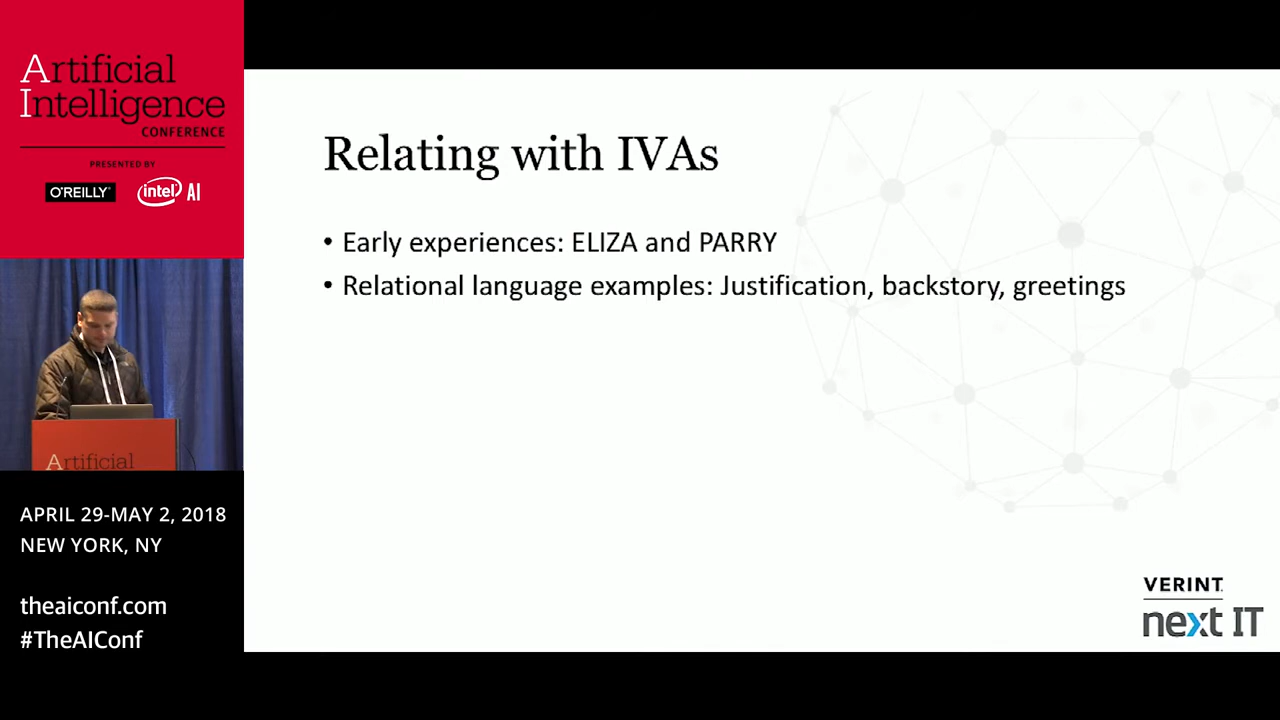 Artificial
Intelligence
CONFERENCE
PRESENTED BY
O'REILLY
intel AI
Artificial
APRIL 29-MAY 2, 2018
NEW YORK, NY
theaiconf.com
#TheAIConf
Relating with IVAs
• Early experiences: ELIZA and PARRY
• Relational language examples: Justification, backstory, greetings
VERINT
next IT